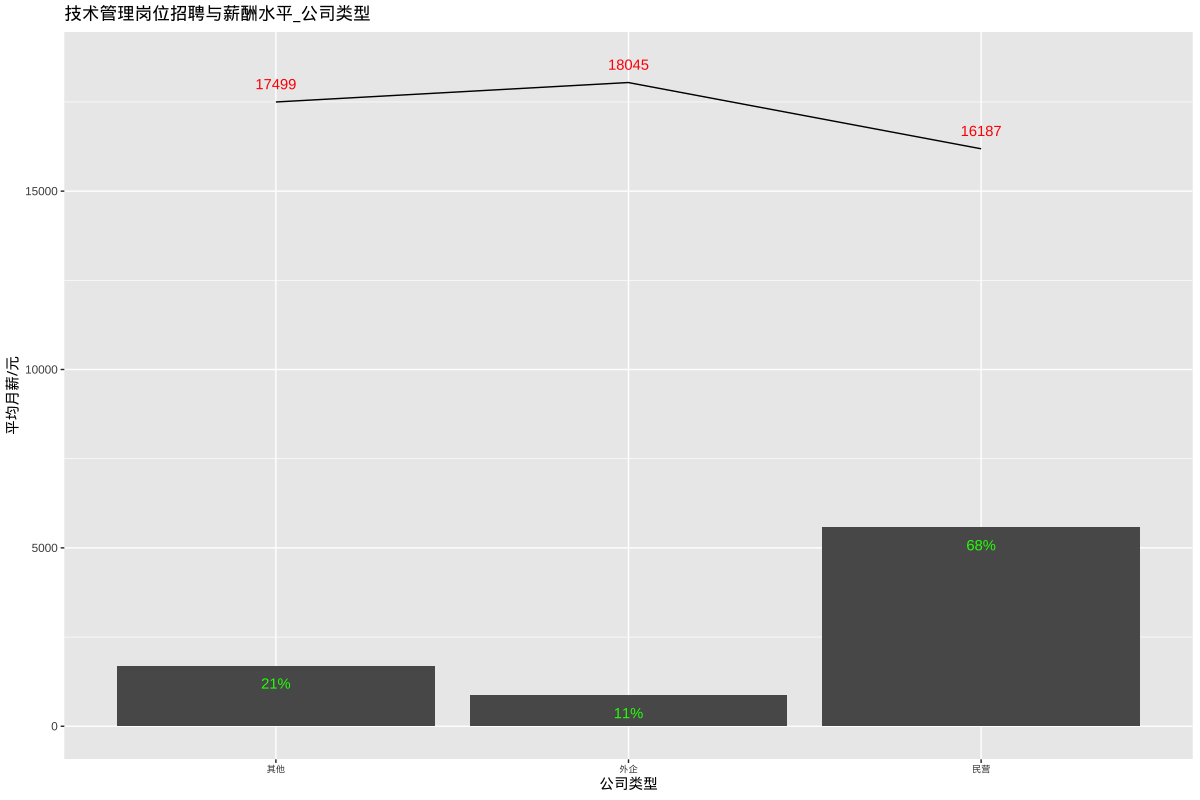 技术管理岗位招聘与薪酬水平_公司类型
18045
17499
16187
15000
10000
5000
0
平均月薪/元
68%
21%
11%
其他
外企
民营
公司类型